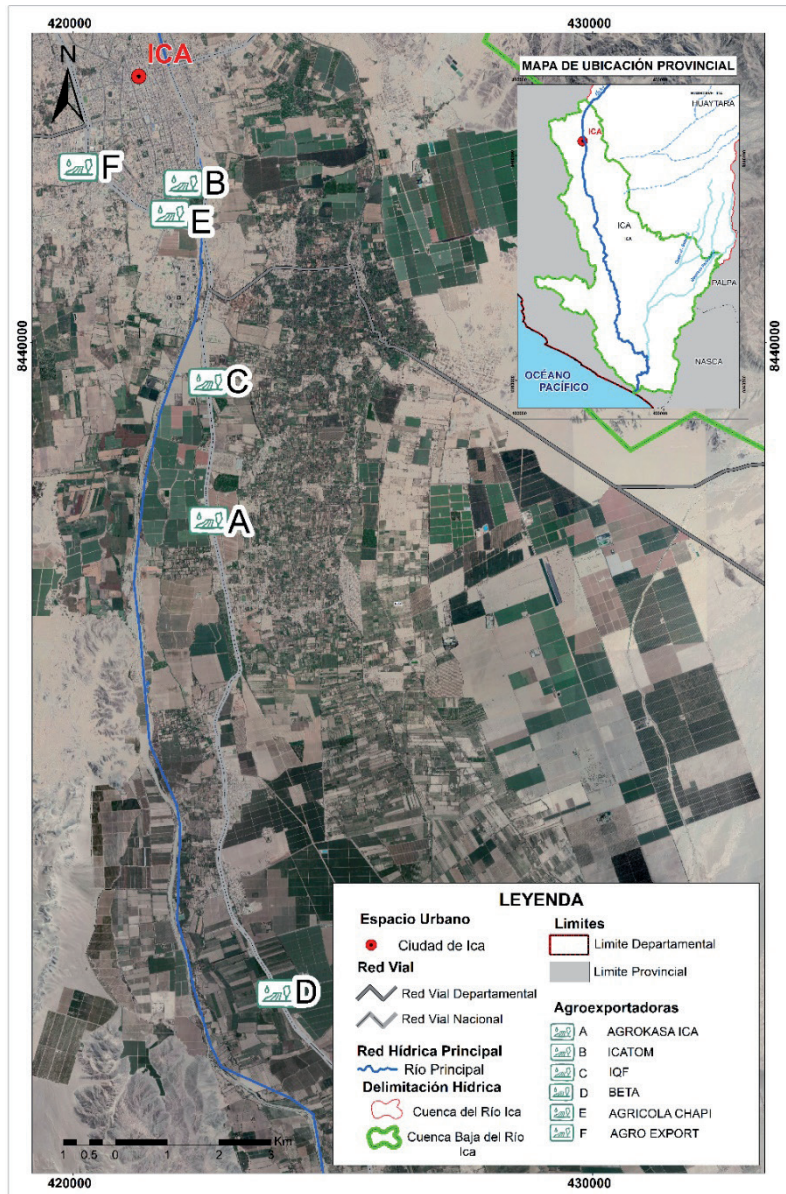 420000
430000
N
ICA
F
B
E
8440000
8440000
C
A
D
MAPA DE UBICACIÓN PROVINCIAL
HUAYTARA
ICA
ICA
ICA
PALPA
NASCA
OCÉANO
PACÍFICO
LEYENDA
Espacio Urbano
Ciudad de Ica
Red Vial
Red Vial Departamental
Red Vial Nacional
Red Hídrica Principal
Río Principal
Delimitación Hídrica
Cuenca del Río Ica
Cuenca Baja del Río
Ica
Limites
Limite Departamental
Limite Provincial
Agroexportadoras
A AGROKASA ICA
B ICATOM
C IQF
D BETA
E AGRICOLA CHAPI
F AGRO EXPORT
1 0.5 0 1 2 3
Km
420000
430000